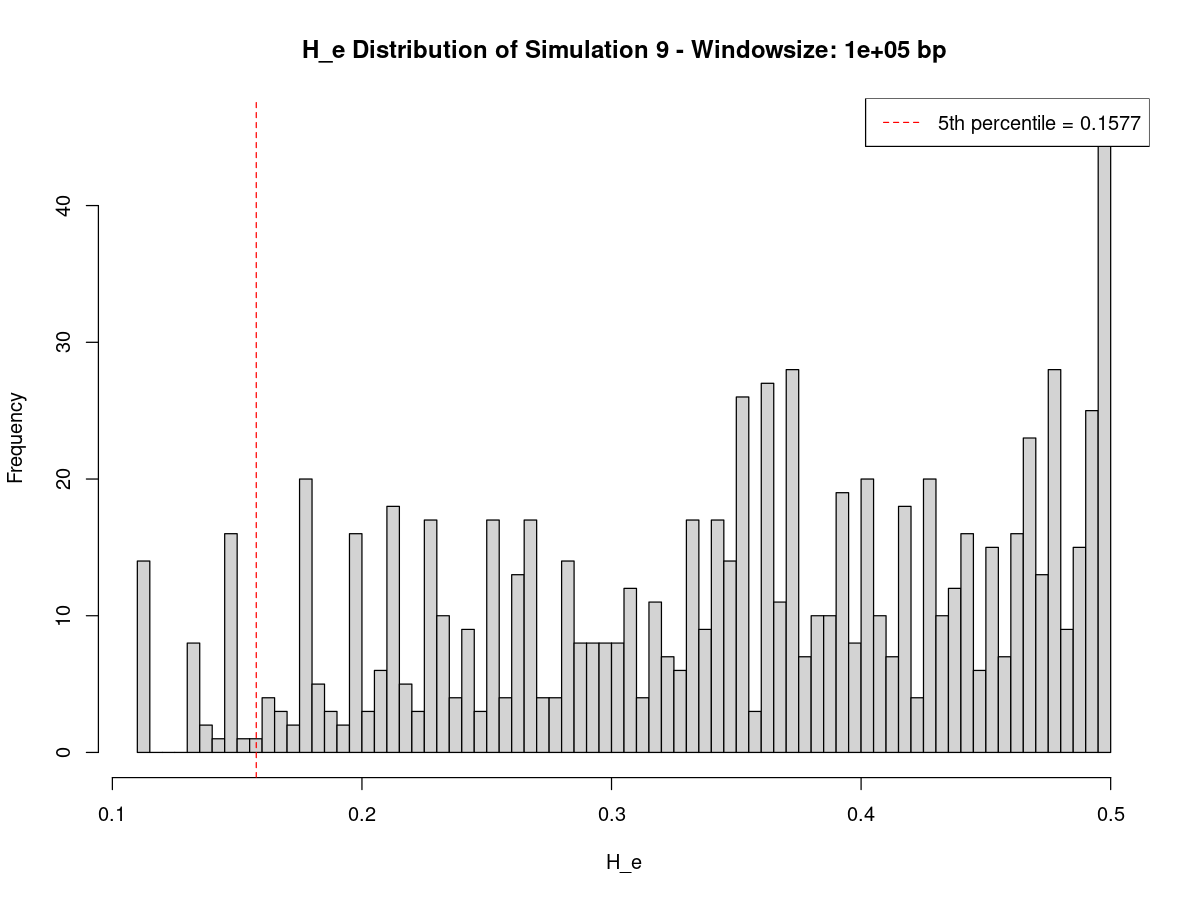 H_e Distribution of Simulation 9 - Windowsize: 1e+05 bp
5th percentile = 0.1577
Frequency
40
30
20
10
0
0.1 0.2 0.3 0.4 0.5
H_e